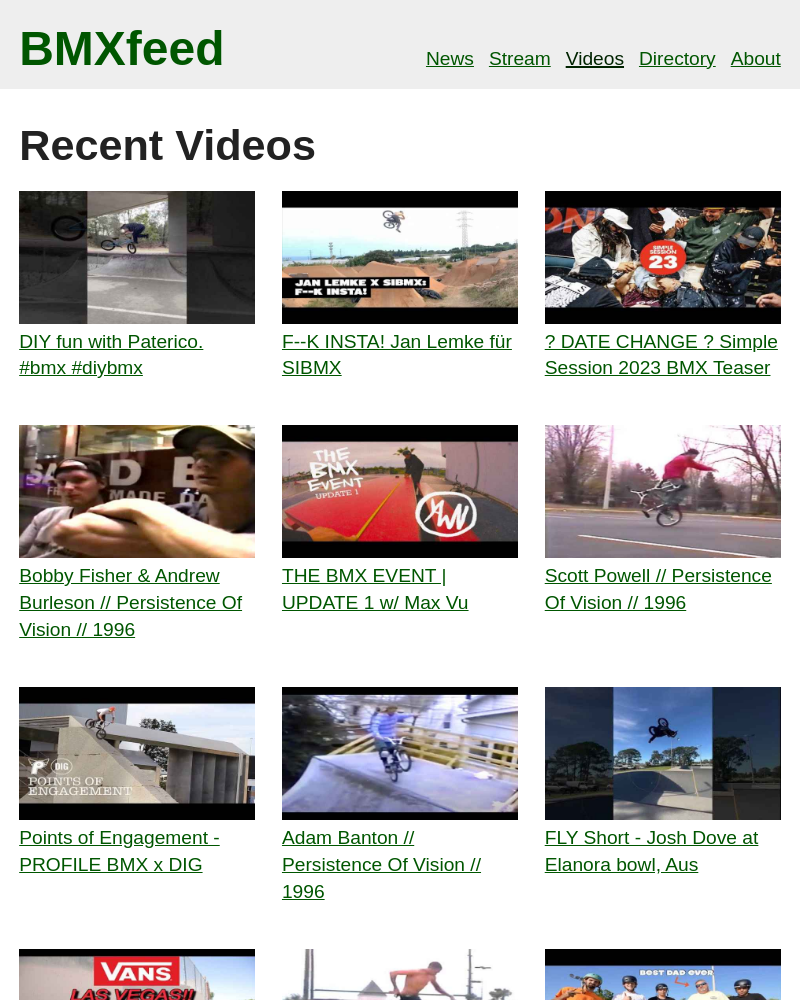 BMXfeed
News Stream Videos Directory About
Recent Videos
JAN LEMKE X SIBMX:
F--K INSTA!
SIMPLE
SESSION
23
DIY fun with Paterico.
#bmx #diybmx
F--K INSTA! Jan Lemke für
SIBMX
? DATE CHANGE ? Simple
Session 2023 BMX Teaser
MADE
THE
BMX
EVENT
UPDATE 1
Bobby Fisher & Andrew
Burleson // Persistence Of
Vision // 1996
THE BMX EVENT |
UPDATE 1 w/ Max Vu
Scott Powell // Persistence
Of Vision // 1996
DIG
POINTS OF
ENGAGEMENT
Points of Engagement -
PROFILE BMX x DIG
Adam Banton //
Persistence Of Vision //
1996
FLY Short - Josh Dove at
Elanora bowl, Aus
VANS
LAS VEGAS!!
BEST DAD EVER